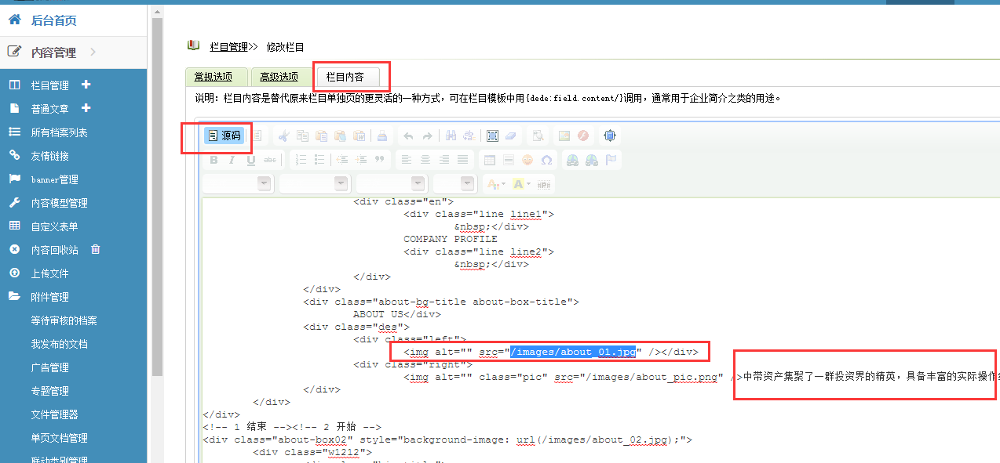 后台首页
内容管理
栏目管理
普通文章
所有档案列表
友情链接
banner管理
内容模型管理
自定义表单
内容回收站
上传文件
附件管理
等待审核的档案
我发布的文档
广告管理
专题管理
文件管理器
单页文档管理
联动类别管理
栏目管理>> 修改栏目
常规选项 高级选项 栏目内容
说明：栏目内容是替代原来栏目单独页的更灵活的一种方式，可在栏目模板中用{dede:field.content/}调用，通常用于企业简介之类的用途。
源码
B I U abc
<div class="en">
<div class="line line1">
&nbsp;</div>
COMPANY PROFILE
<div class="line line2">
&nbsp;</div>
</div>
</div>
<div class="about-bg-title about-box-title">
ABOUT US</div>
<div class="des">
<div class="left">
<img alt="" src="/images/about_01.jpg" /></div>
<div class="right">
<img alt="" class="pic" src="/images/about_pic.png" />中带资产集聚了一群投资界的精英，具备丰富的实际操作
</div>
</div>
</div>
<!-- 1 结束 --><!-- 2 开始 -->
<div class="about-box02" style="background-image: url(/images/about_02.jpg);">
<div class="w1212">